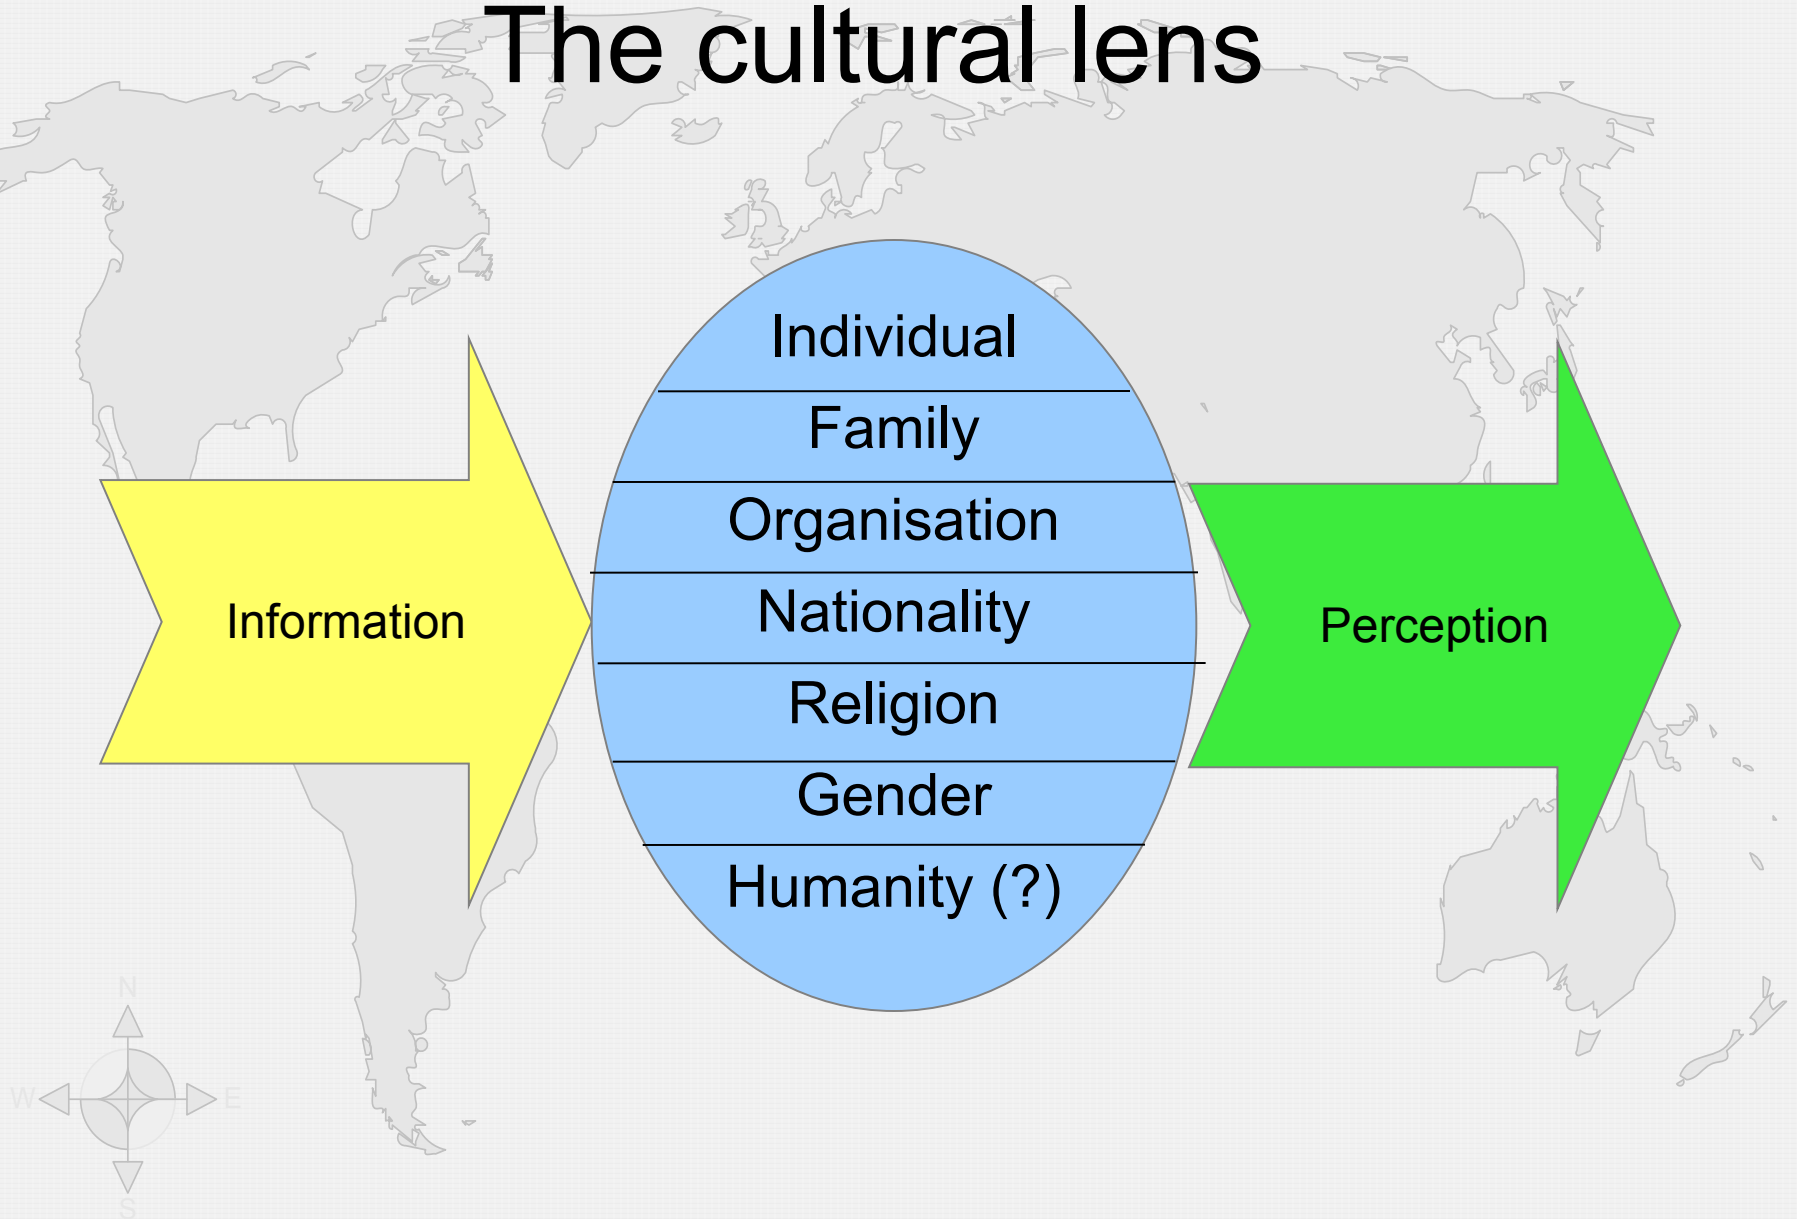 The cultural lens
Individual
Family
Organisation
Nationality
Religion
Gender
Humanity (?)
Information
Perception
N
W
E
S